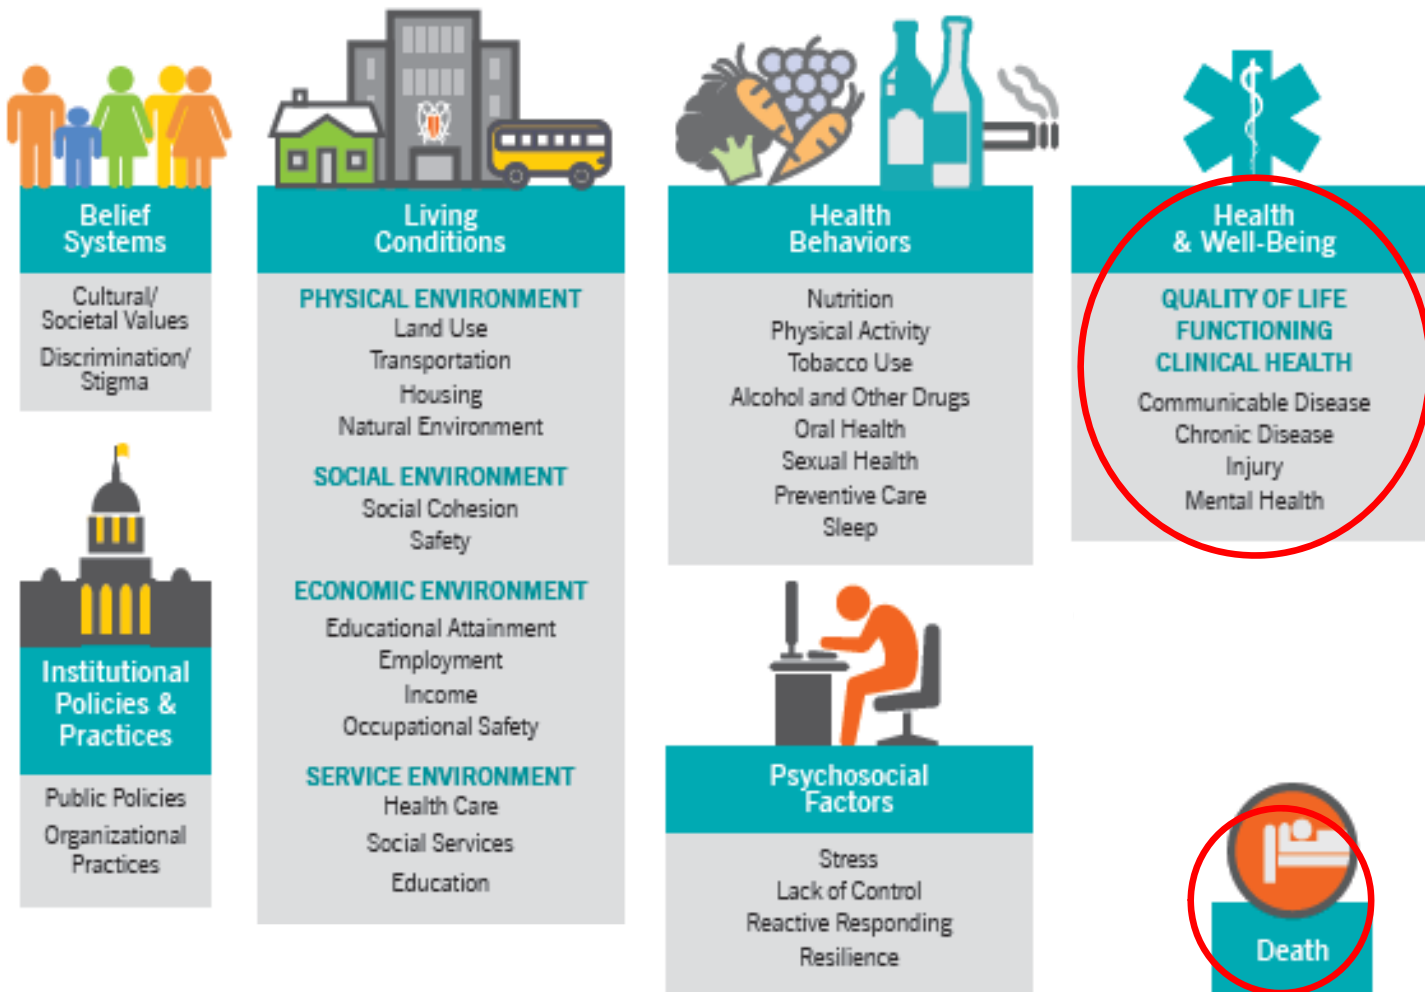 Belief
Systems
Cultural/
Societal Values
Discrimination/
Stigma
Institutional
Policies &
Practices
Public Policies
Organizational
Practices
Living
Conditions
PHYSICAL ENVIRONMENT
Land Use
Transportation
Housing
Natural Environment
SOCIAL ENVIRONMENT
Social Cohesion
Safety
ECONOMIC ENVIRONMENT
Educational Attainment
Employment
Income
Occupational Safety
SERVICE ENVIRONMENT
Health Care
Social Services
Education
Health
Behaviors
Nutrition
Physical Activity
Tobacco Use
Alcohol and Other Drugs
Oral Health
Sexual Health
Preventive Care
Sleep
Psychosocial
Factors
Stress
Lack of Control
Reactive Responding
Resilience
Health
& Well-Being
QUALITY OF LIFE
FUNCTIONING
CLINICAL HEALTH
Communicable Disease
Chronic Disease
Injury
Mental Health
Death